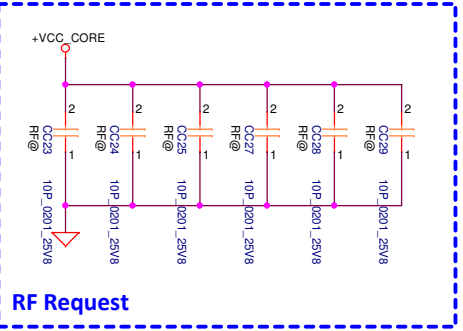 +VCC_CORE
2
2
2
2
2
2
CC23
RF@
CC24
RF@
CC25
RF@
CC27
RF@
CC28
RF@
CC29
RF@
1
1
1
1
1
1
10P_0201_25V8
10P_0201_25V8
10P_0201_25V8
10P_0201_25V8
10P_0201_25V8
10P_0201_25V8
RF Request